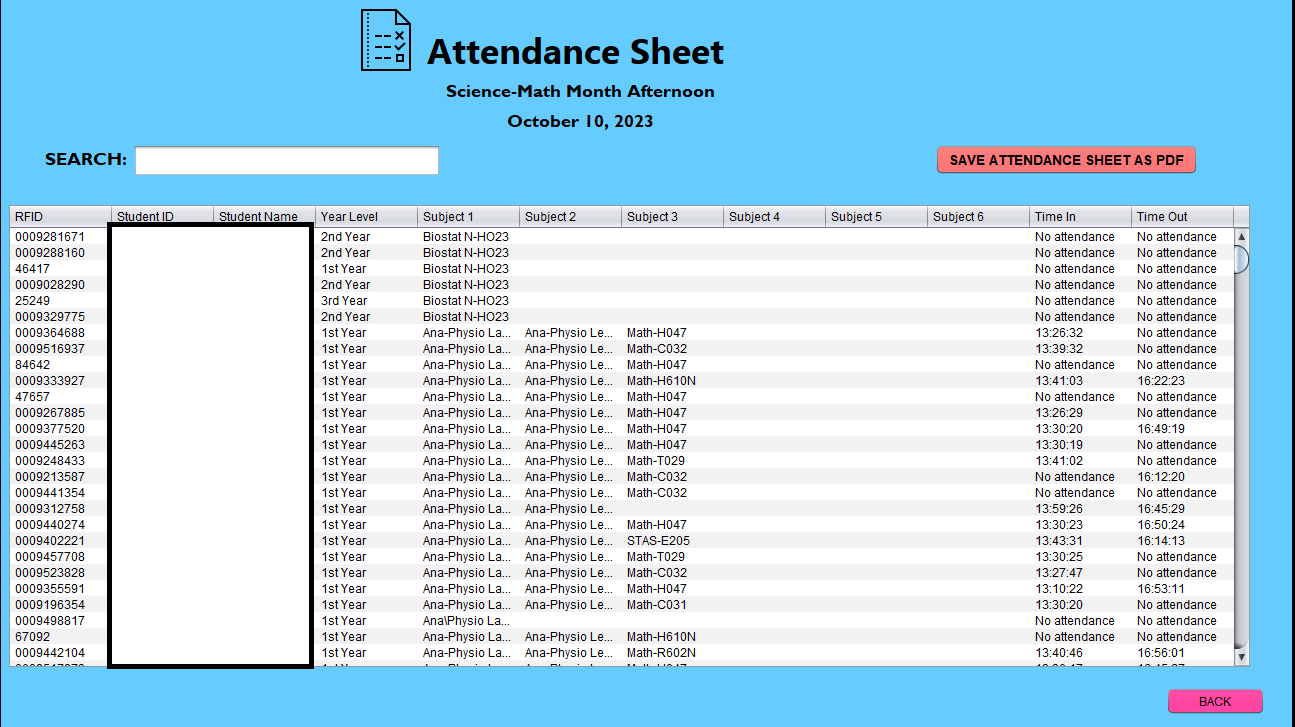 Attendance Sheet
Science-Math Month Afternoon
October 10, 2023
SEARCH:
SAVE ATTENDANCE SHEET AS PDF
RFID Student ID Student Name Year Level Subject 1 Subject 2 Subject 3 Subject 4 Subject 5 Subject 6 Time In Time Out
0009281671 2nd Year Biostat N-HO23 No attendance No attendance
0009288160 2nd Year Biostat N-HO23 No attendance No attendance
46417 1st Year Biostat N-HO23 No attendance No attendance
0009028290 2nd Year Biostat N-HO23 No attendance No attendance
25249 3rd Year Biostat N-HO23 No attendance No attendance
0009329775 2nd Year Biostat N-HO23 No attendance No attendance
0009364688 1st Year Ana-Physio La... Ana-Physio Le... Math-H047 13:26:32 No attendance
0009516937 1st Year Ana-Physio La... Ana-Physio Le... Math-C032 13:39:32 No attendance
84642 1st Year Ana-Physio La... Ana-Physio Le... Math-H047 No attendance No attendance
0009333927 1st Year Ana-Physio La... Ana-Physio Le... Math-H610N 13:41:03 16:22:23
47657 1st Year Ana-Physio La... Ana-Physio Le... Math-H047 No attendance No attendance
0009267885 1st Year Ana-Physio La... Ana-Physio Le... Math-H047 13:26:29 No attendance
0009377520 1st Year Ana-Physio La... Ana-Physio Le... Math-H047 13:30:20 16:49:19
0009445263 1st Year Ana-Physio La... Ana-Physio Le... Math-H047 13:30:19 No attendance
0009248433 1st Year Ana-Physio La... Ana-Physio Le... Math-T029 13:41:02 No attendance
0009213587 1st Year Ana-Physio La... Ana-Physio Le... Math-C032 No attendance 16:12:20
0009441354 1st Year Ana-Physio La... Ana-Physio Le... Math-C032 No attendance No attendance
0009312758 1st Year Ana-Physio La... Ana-Physio Le... 13:59:26 16:45:29
0009440274 1st Year Ana-Physio La... Ana-Physio Le... Math-H047 13:30:23 16:50:24
0009402221 1st Year Ana-Physio La... Ana-Physio Le... STAS-E205 13:43:31 16:14:13
0009457708 1st Year Ana-Physio La... Ana-Physio Le... Math-T029 13:30:25 No attendance
0009523828 1st Year Ana-Physio La... Ana-Physio Le... Math-C032 13:27:47 No attendance
0009355591 1st Year Ana-Physio La... Ana-Physio Le... Math-H047 13:10:22 16:53:11
0009196354 1st Year Ana-Physio La... Ana-Physio Le... Math-C031 13:30:20 No attendance
0009498817 1st Year Ana\Physio La... No attendance No attendance
67092 1st Year Ana-Physio La... Ana-Physio Le... Math-H610N No attendance No attendance
0009442104 1st Year Ana-Physio La... Ana-Physio Le... Math-R602N 13:40:46 16:56:01
BACK